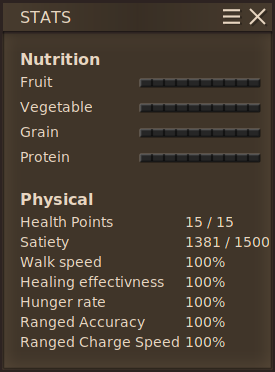 STATS
Nutrition
Fruit
Vegetable
Grain
Protein
Physical
Health Points 15 / 15
Satiety 1381 / 1500
Walk speed 100%
Healing effectivness 100%
Hunger rate 100%
Ranged Accuracy 100%
Ranged Charge Speed 100%